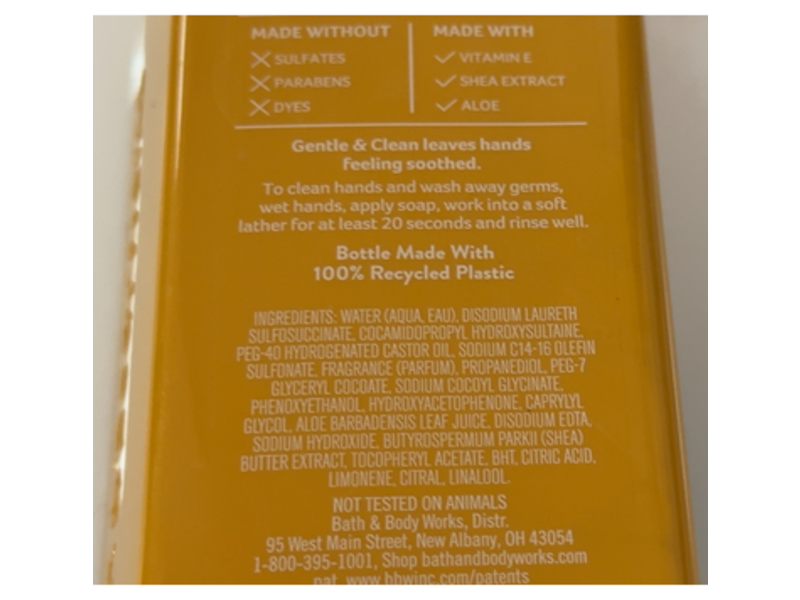 MADE WITHOUT
SULFATES
PARABENS
DYES
MADE WITH
VITAMIN E
SHEA EXTRACT
ALOE
Gentle & Clean leaves hands
feeling soothed.
To clean hands and wash away germs,
wet hands, apply soap, work into a soft
lather for at least 20 seconds and rinse well.
Bottle Made With
100% Recycled Plastic
INGREDIENTS: WATER (AQUA, EAU), DISODIUM LAURETH
SULFOSUCCINATE, COCAMIDOPROPYL HYDROXYSULTAINE,
PEG-40 HYDROGENATED CASTOR OIL, SODIUM C14-16 OLEFIN
SULFONATE, FRAGRANCE (PARFUM), PROPANEDIOL, PEG-7
GLYCERYL COCOATE, SODIUM COCOYL GLYCINATE,
PHENOXYETHANOL, HYDROXYACETOPHENONE, CAPRYLYL
GLYCOL, ALOE BARBADENSIS LEAF JUICE, DISODIUM EDTA,
SODIUM HYDROXIDE, BUTYROSPERMUM PARKII (SHEA)
BUTTER EXTRACT, TOCOPHERYL ACETATE, BHT, CITRIC ACID,
LIMONENE, CITRAL, LINALOOL.
NOT TESTED ON ANIMALS
Bath & Body Works, Distr.
95 West Main Street, New Albany, OH 43054
1-800-395-1001, Shop bathandbodyworks.com
pat. www.bbwinc.com/patents